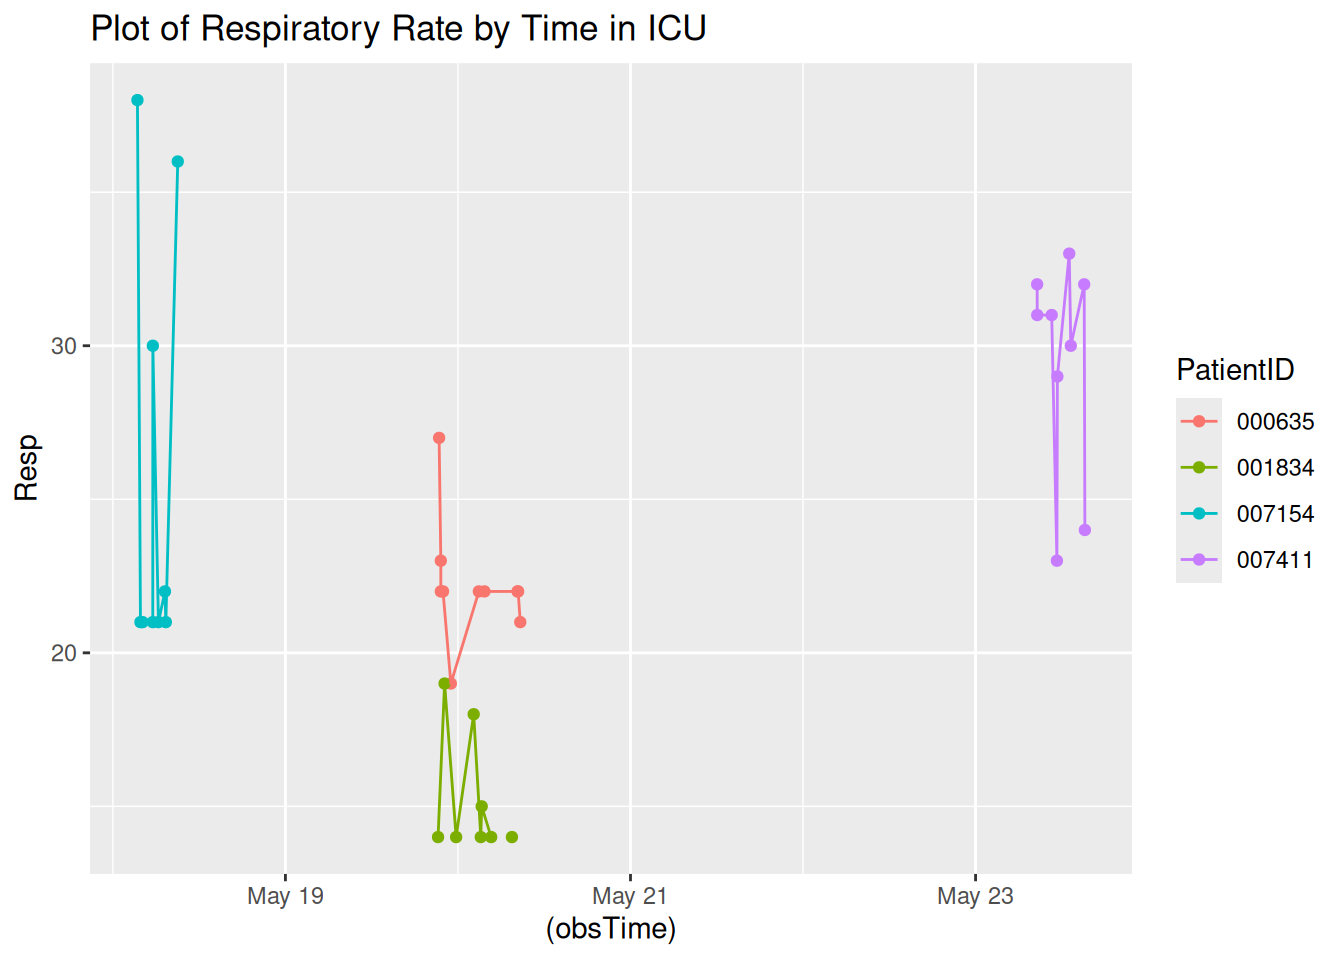 Plot of Respiratory Rate by Time in ICU
Resp
30
20
May 19
May 21
May 23
(obsTime)
PatientID
000635
001834
007154
007411